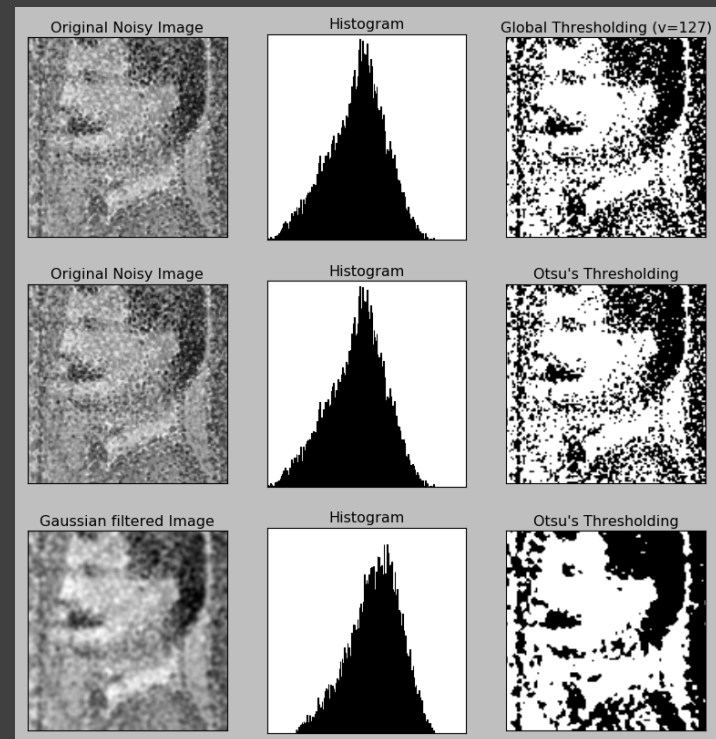 Original Noisy Image
Histogram
Global Thresholding (v=127)
Original Noisy Image
Histogram
Otsu's Thresholding
Gaussian filtered Image
Histogram
Otsu's Thresholding